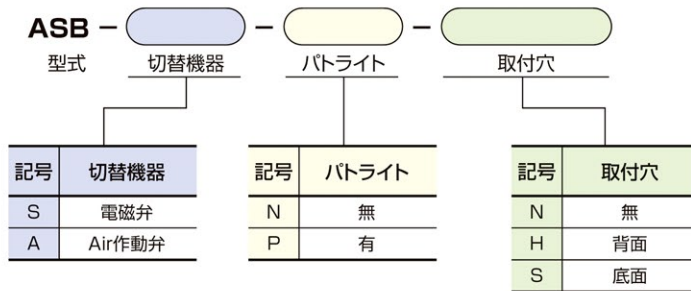 ASB － － －
型式 切替機器 パトライト 取付穴
記号 切替機器
S 電磁弁
A Air作動弁
記号 パトライト
N 無
P 有
記号 取付穴
N 無
H 背面
S 底面